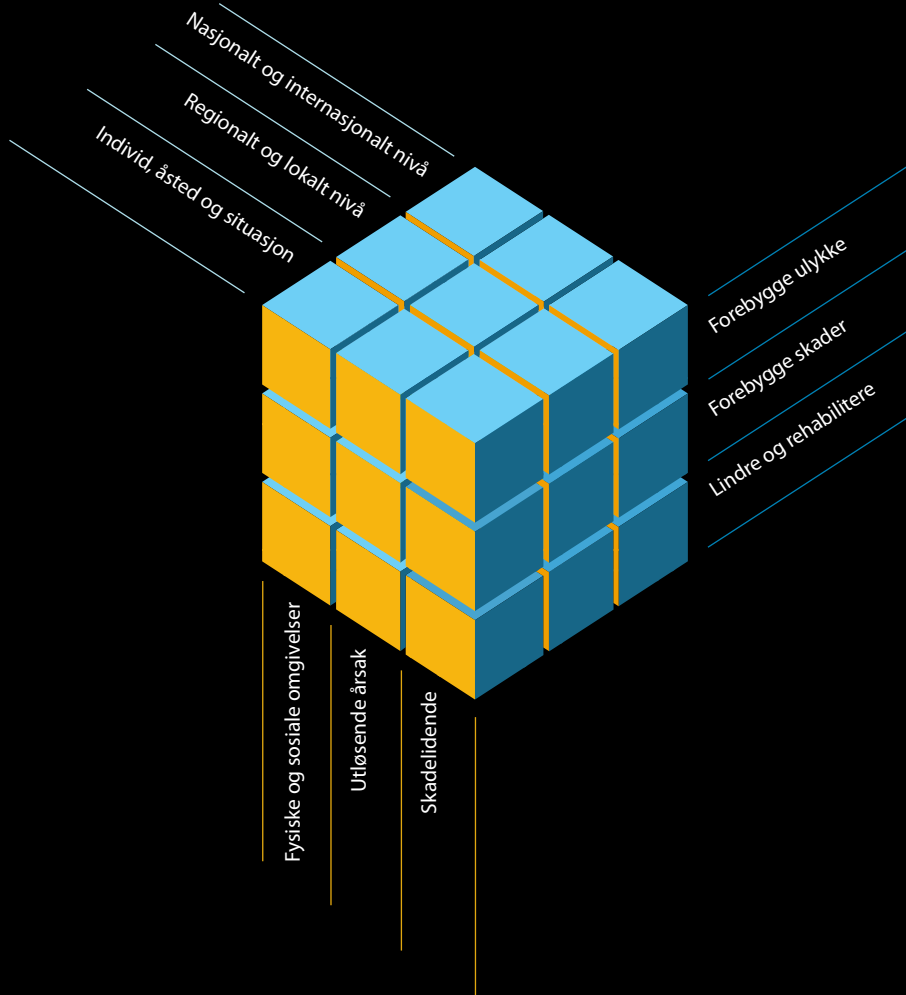 Nasjonalt og internasjonalt nivå
Regionalt og lokalt nivå
Individ, åsted og situasjon
Forebygge ulykke
Forebygge skader
Lindre og rehabilitere
Fysiske og sosiale omgivelser
Utløsende årsak
Skadelidende